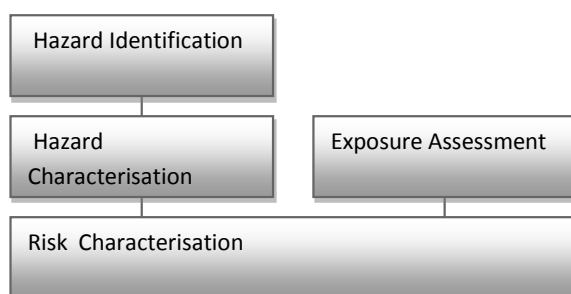 Hazard Identification
Hazard
Characterisation
Exposure Assessment
Risk Characterisation